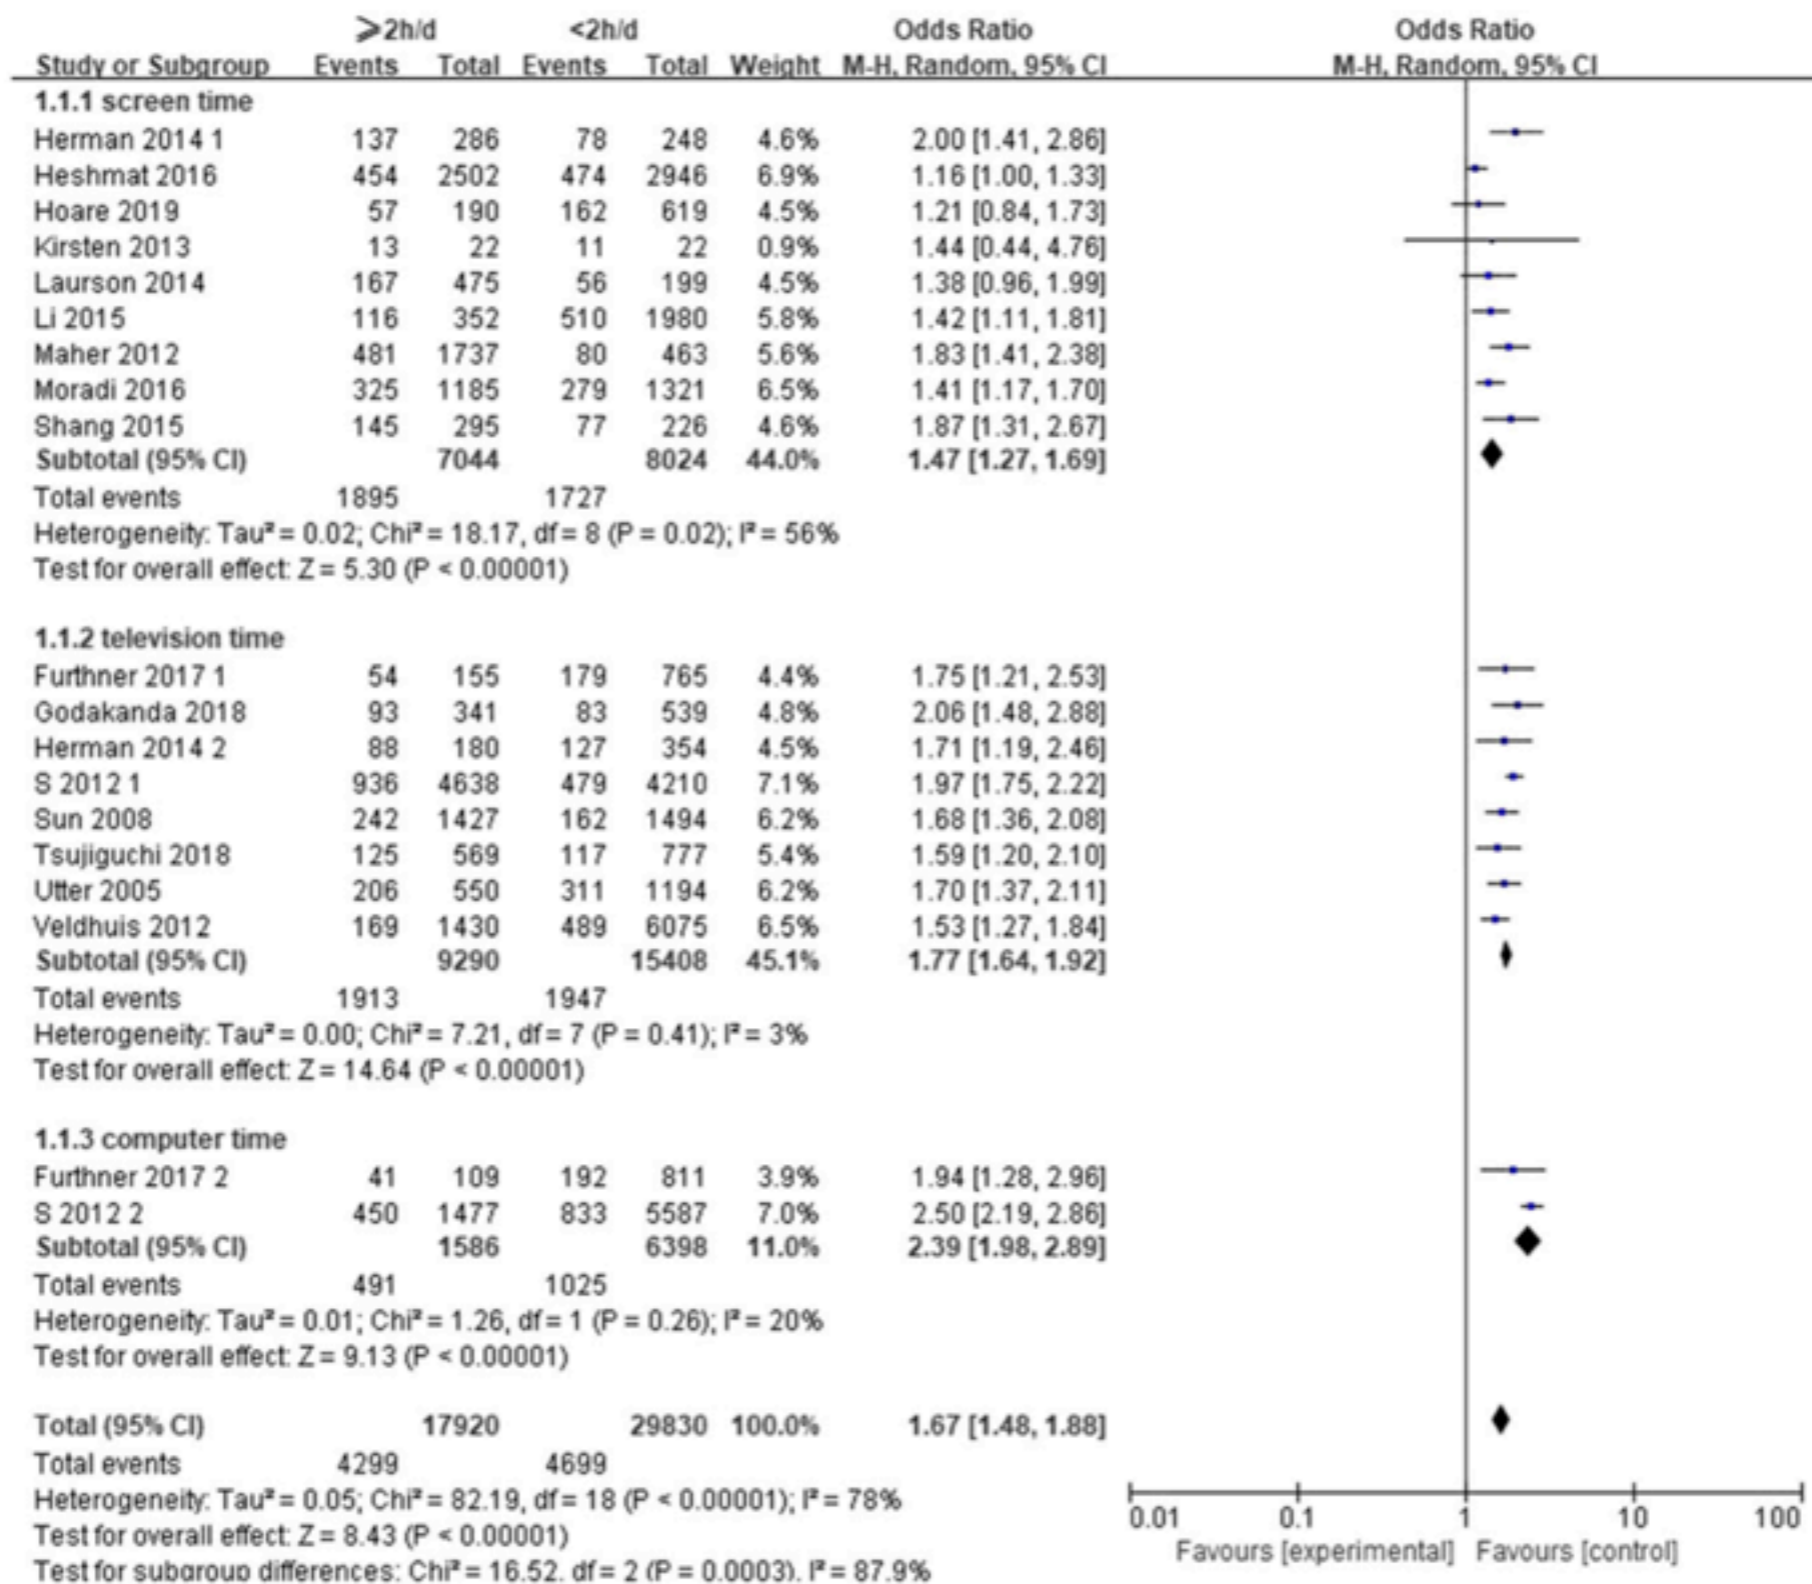 ⩾2h/d <2h/d Odds Ratio Odds Ratio
Study or Subgroup Events Total Events Total Weight M-H, Random, 95% CI M-H, Random, 95% CI
1.1.1 screen time
Herman 2014 1 137 286 78 248 4.6% 2.00 [1.41, 2.86]
Heshmat 2016 454 2502 474 2946 6.9% 1.16 [1.00, 1.33]
Hoare 2019 57 190 162 619 4.5% 1.21 [0.84, 1.73]
Kirsten 2013 13 22 11 22 0.9% 1.44 [0.44, 4.76]
Laurson 2014 167 475 56 199 4.5% 1.38 [0.96, 1.99]
Li 2015 116 352 510 1980 5.8% 1.42 [1.11, 1.81]
Maher 2012 481 1737 80 463 5.6% 1.83 [1.41, 2.38]
Moradi 2016 325 1185 279 1321 6.5% 1.41 [1.17, 1.70]
Shang 2015 145 295 77 226 4.6% 1.87 [1.31, 2.67]
Subtotal (95% CI) 7044 8024 44.0% 1.47 [1.27, 1.69]
Total events 1895 1727
Heterogeneity: Tau² = 0.02; Chi² = 18.17, df = 8 (P = 0.02); I² = 56%
Test for overall effect: Z = 5.30 (P < 0.00001)
1.1.2 television time
Furthner 2017 1 54 155 179 765 4.4% 1.75 [1.21, 2.53]
Godakanda 2018 93 341 83 539 4.8% 2.06 [1.48, 2.88]
Herman 2014 2 88 180 127 354 4.5% 1.71 [1.19, 2.46]
S 2012 1 936 4638 479 4210 7.1% 1.97 [1.75, 2.22]
Sun 2008 242 1427 162 1494 6.2% 1.68 [1.36, 2.08]
Tsujiguchi 2018 125 569 117 777 5.4% 1.59 [1.20, 2.10]
Utter 2005 206 550 311 1194 6.2% 1.70 [1.37, 2.11]
Veldhuis 2012 169 1430 489 6075 6.5% 1.53 [1.27, 1.84]
Subtotal (95% CI) 9290 15408 45.1% 1.77 [1.64, 1.92]
Total events 1913 1947
Heterogeneity: Tau² = 0.00; Chi² = 7.21, df = 7 (P = 0.41); I² = 3%
Test for overall effect: Z = 14.64 (P < 0.00001)
1.1.3 computer time
Furthner 2017 2 41 109 192 811 3.9% 1.94 [1.28, 2.96]
S 2012 2 450 1477 833 5587 7.0% 2.50 [2.19, 2.86]
Subtotal (95% CI) 1586 6398 11.0% 2.39 [1.98, 2.89]
Total events 491 1025
Heterogeneity: Tau² = 0.01; Chi² = 1.26, df = 1 (P = 0.26); I² = 20%
Test for overall effect: Z = 9.13 (P < 0.00001)
Total (95% CI) 17920 29830 100.0% 1.67 [1.48, 1.88]
Total events 4299 4699
Heterogeneity: Tau² = 0.05; Chi² = 82.19, df = 18 (P < 0.00001); I² = 78%
Test for overall effect: Z = 8.43 (P < 0.00001)
Test for subgroup differences: Chi² = 16.52, df = 2 (P = 0.0003), I² = 87.9%
0.01 0.1 1 10 100
Favours [experimental] Favours [control]